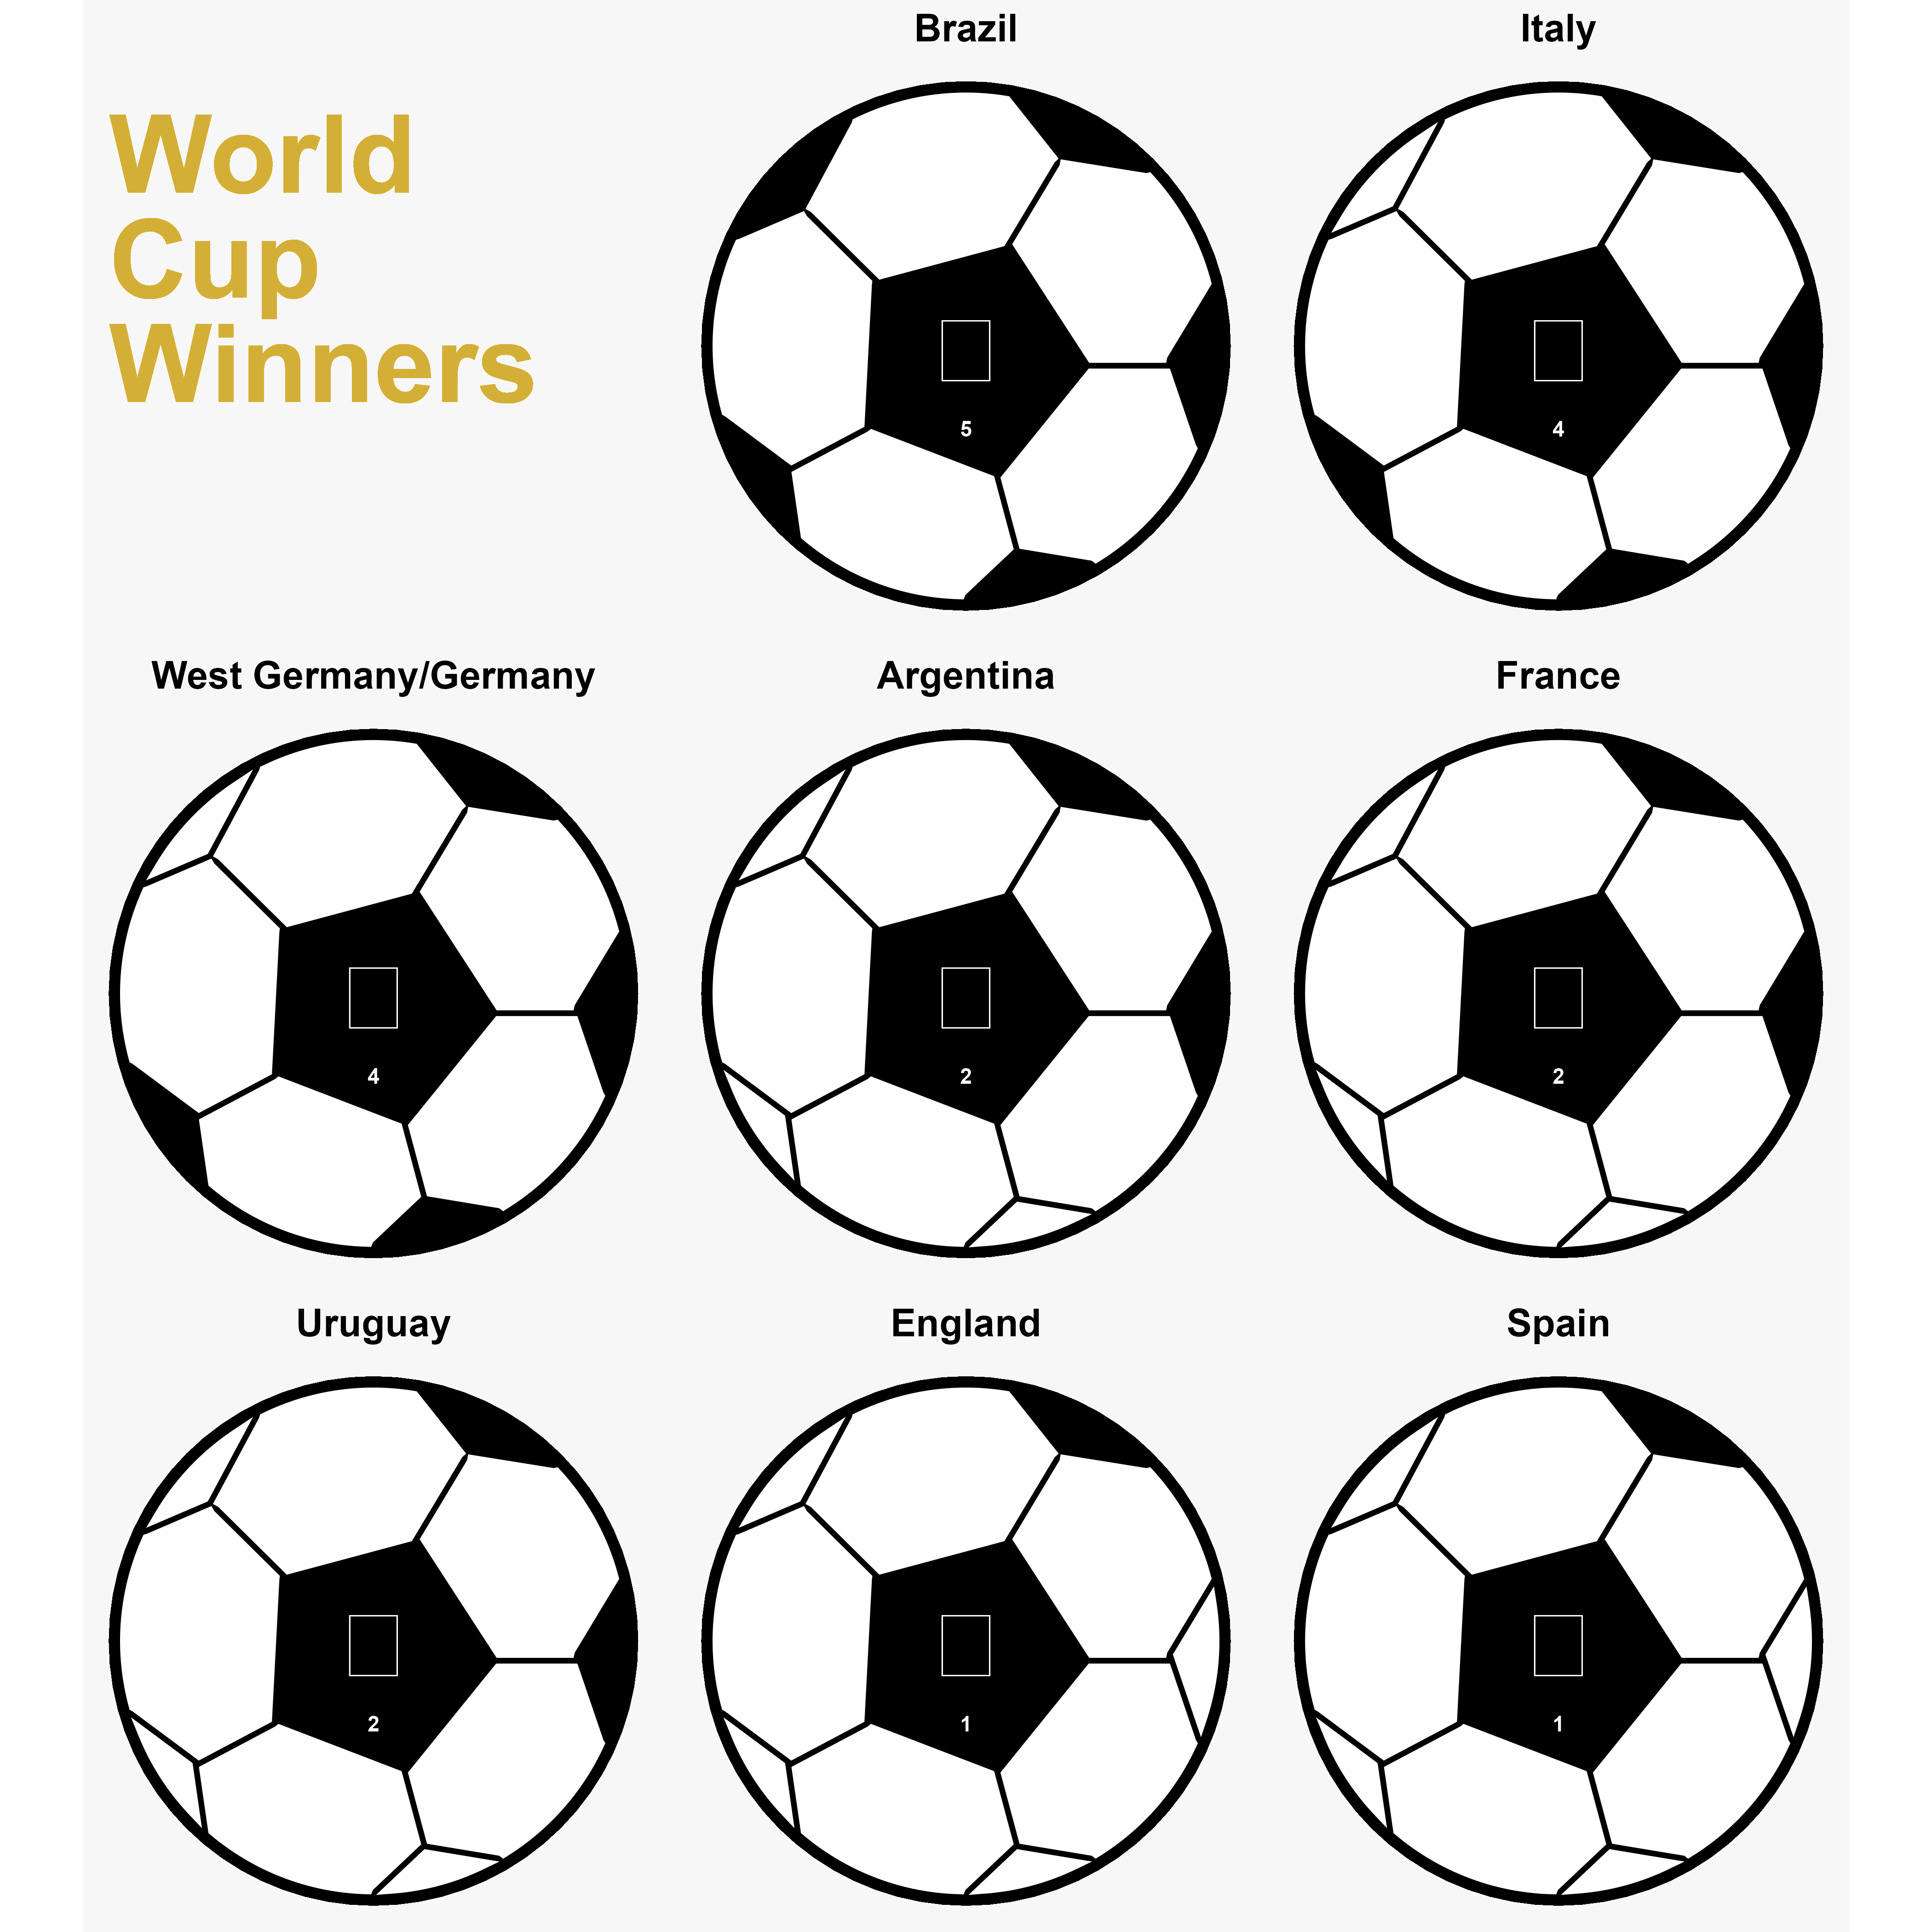 World
Cup
Winners
Brazil
5
Italy
4
West Germany/Germany
4
Argentina
2
France
2
Uruguay
2
England
1
Spain
1